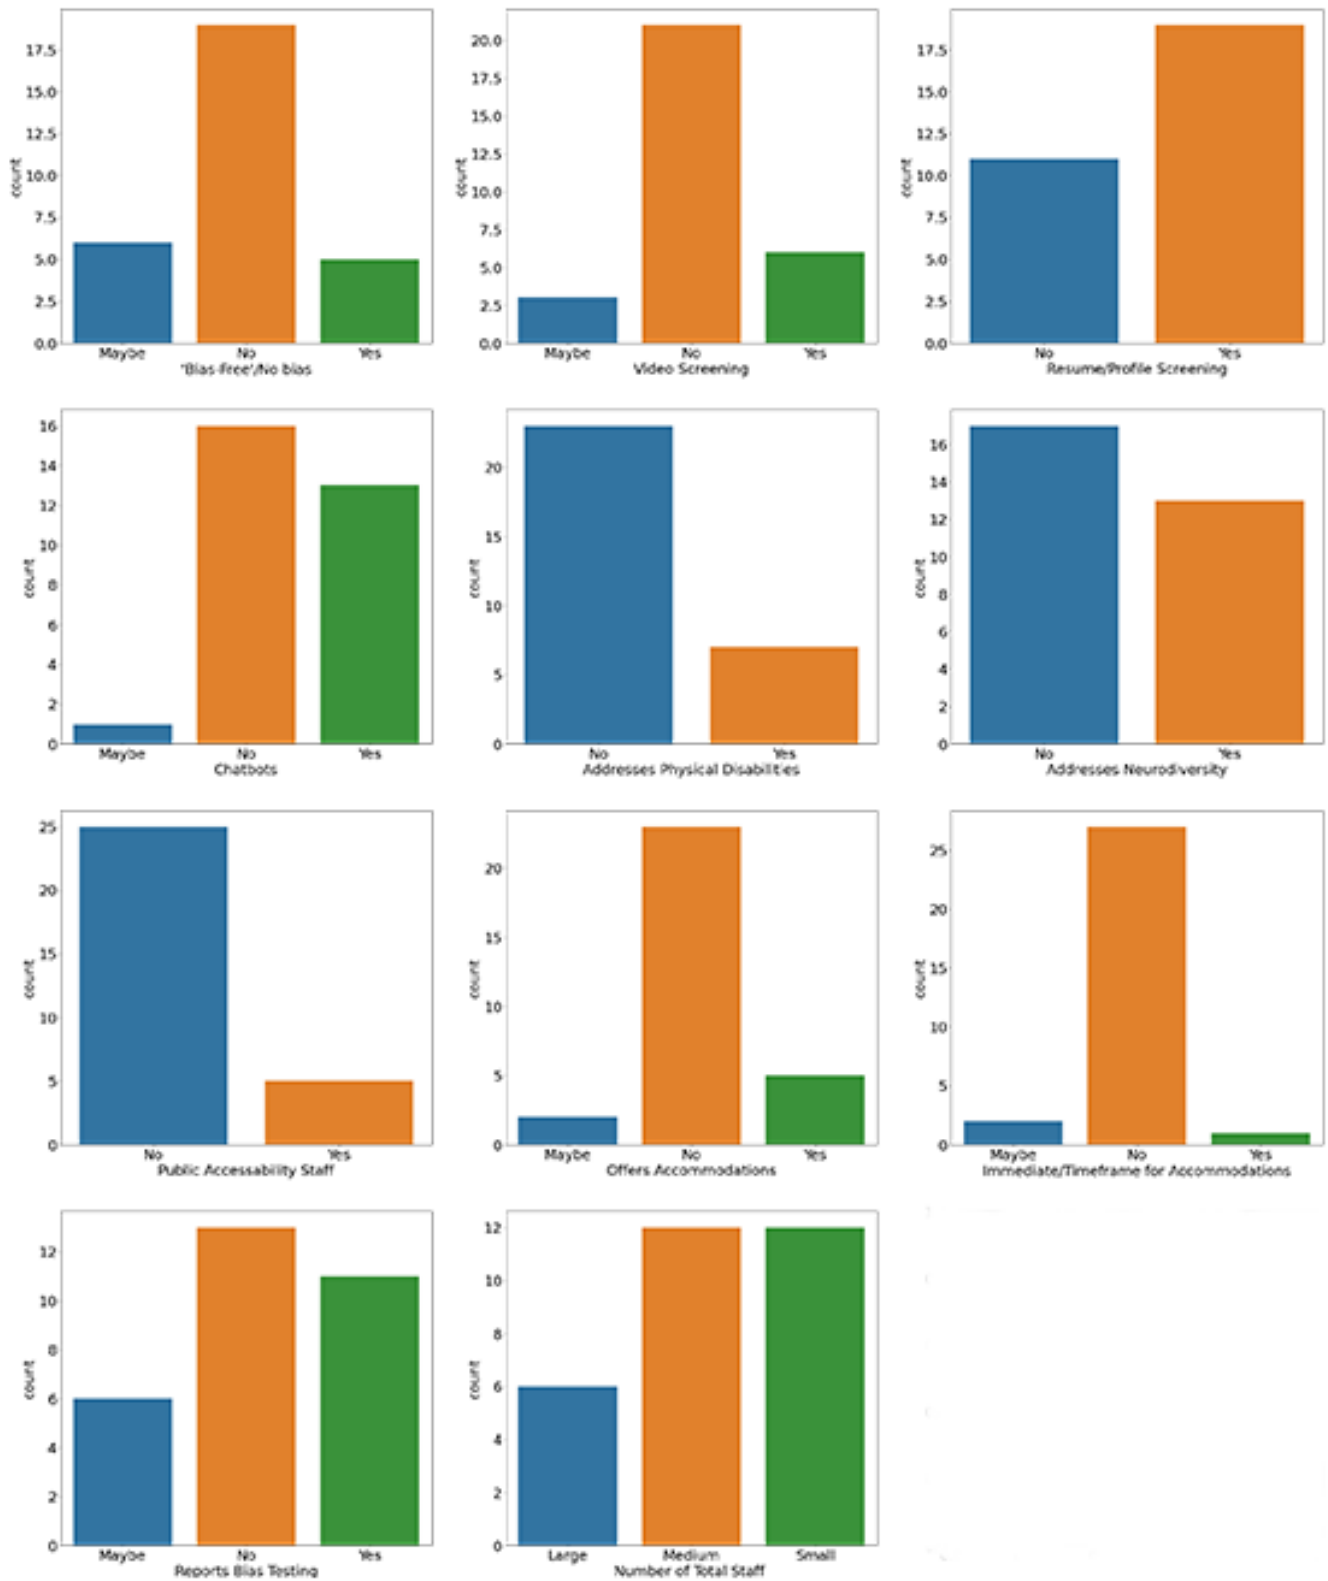 count
17.5
15.0
12.5
10.0
7.5
5.0
2.5
0.0
Maybe No Yes
"Bias-Free"/No bias
count
20.0
17.5
15.0
12.5
10.0
7.5
5.0
2.5
0.0
Maybe No Yes
Video Screening
count
17.5
15.0
12.5
10.0
7.5
5.0
2.5
0.0
No Yes
Resume/Profile Screening
count
16
14
12
10
8
6
4
2
0
Maybe No Yes
Chatbots
count
20
15
10
5
0
No Yes
Addresses Physical Disabilities
count
16
14
12
10
8
6
4
2
0
No Yes
Addresses Neurodiversity
count
25
20
15
10
5
0
No Yes
Public Accessability Staff
count
20
15
10
5
0
Maybe No Yes
Offers Accommodations
count
25
20
15
10
5
0
Maybe No Yes
Immediate/Timeframe for Accommodations
count
12
10
8
6
4
2
0
Maybe No Yes
Reports Bias Testing
count
12
10
8
6
4
2
0
Large Medium Small
Number of Total Staff